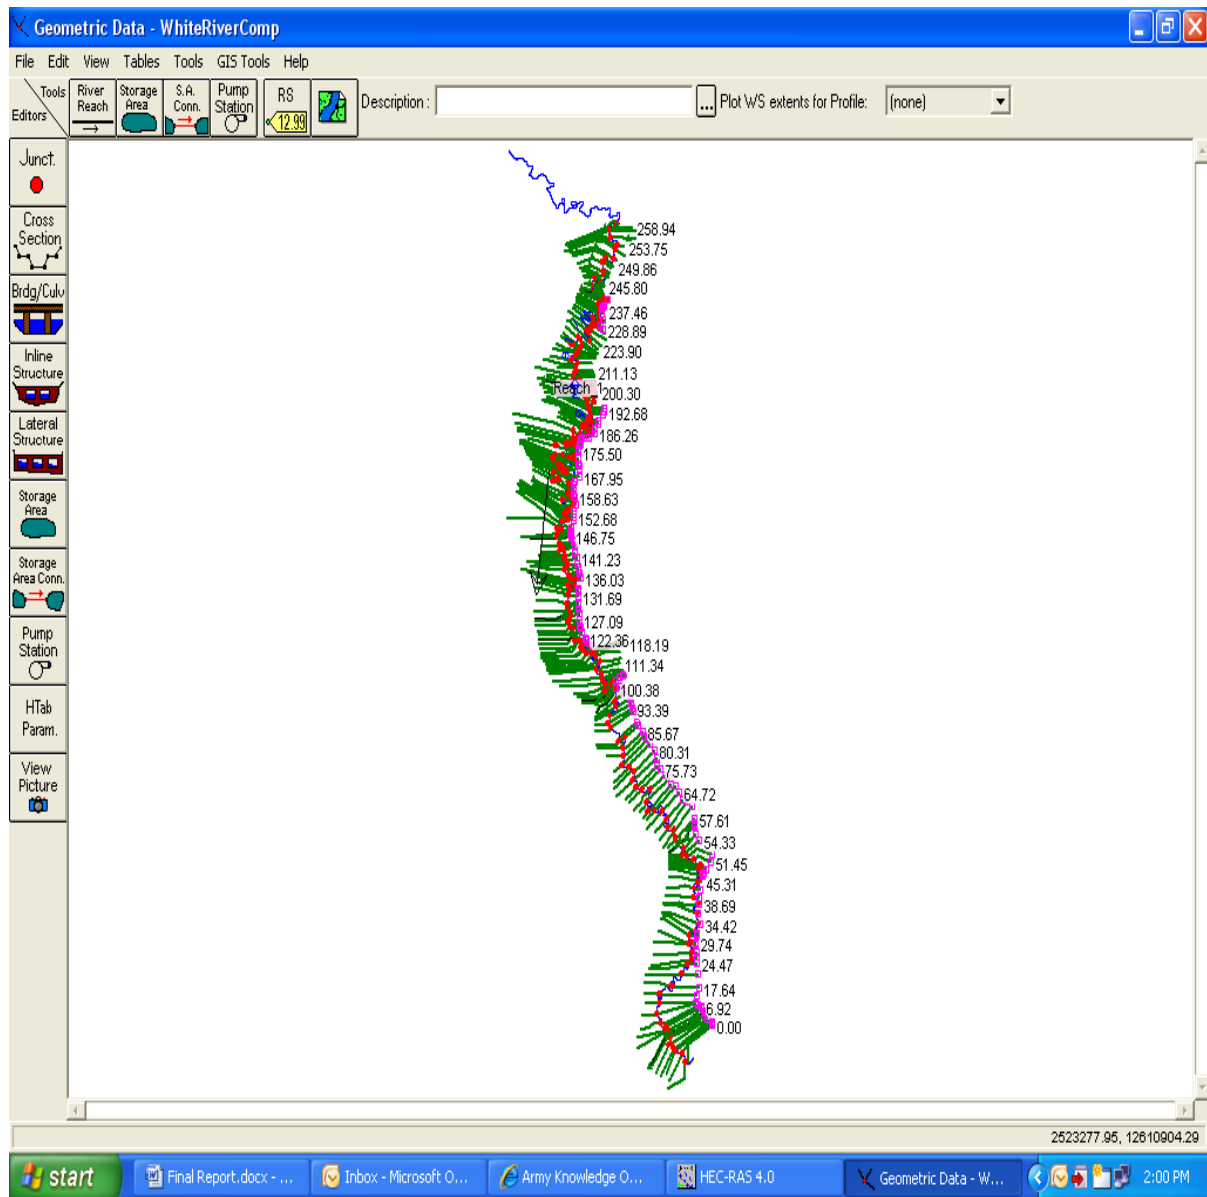 Geometric Data - WhiteRiverComp
File Edit View Tables Tools GIS Tools Help
Tools
Editors
River Reach
Storage Area
S.A. Conn.
Pump Station
RS
12.99
Description :
...
Plot WS extents for Profile:
(none)
Junct.
Cross Section
Brdg/Culv
Inline Structure
Lateral Structure
Storage Area
Storage Area Conn.
Pump Station
HTab Param.
View Picture
258.94
253.75
249.86
245.80
237.46
228.89
223.90
211.13
Reach_1
200.30
192.68
186.26
175.50
167.95
158.63
152.68
146.75
141.23
136.03
131.69
127.09
122.36
118.19
111.34
100.38
93.39
85.67
80.31
75.73
64.72
57.61
54.33
51.45
45.31
38.69
34.42
29.74
24.47
17.64
6.92
0.00
2523277.95, 12610904.29
start
Final Report.docx - ...
Inbox - Microsoft O...
Army Knowledge O...
HEC-RAS 4.0
Geometric Data - W...
2:00 PM